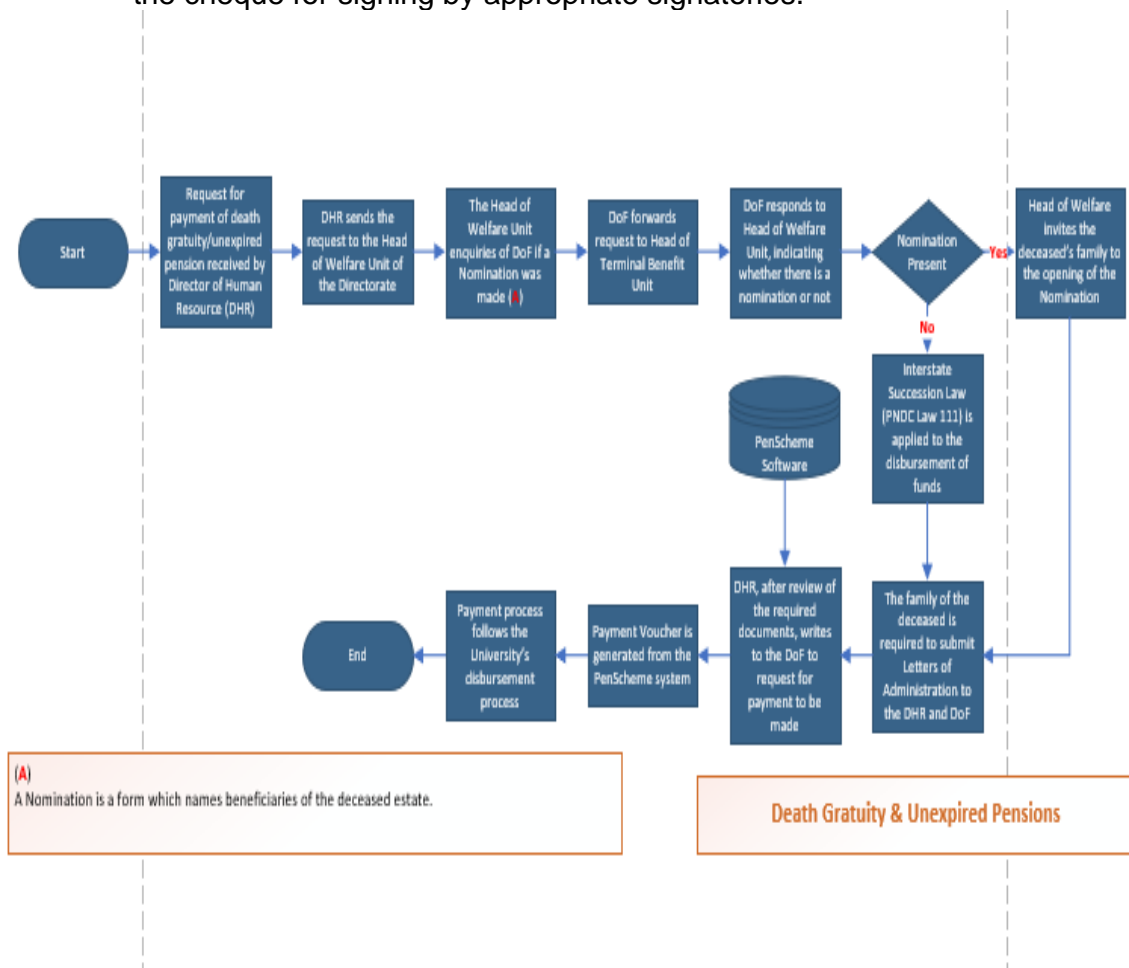 the cheque for signing by appropriate signatories.
Start
Request for
payment of death
gratuity/unexpired
pension received by
Director of Human
Resource (DHR)
DHR sends the
request to the Head
of Welfare Unit of
the Directorate
The Head of
Welfare Unit
enquiries of DoF if a
Nomination was
made (A)
DoF forwards
request to Head of
Terminal Benefit
Unit
DoF responds to
Head of Welfare
Unit, indicating
whether there is a
nomination or not
Nomination
Present
Yes
Head of Welfare
invites the
deceased's family to
the opening of the
Nomination
No
Interstate
Succession Law
(PNDC Law 111) is
applied to the
disbursement of
funds
PenScheme
Software
The family of the
deceased is
required to submit
Letters of
Administration to
the DHR and DoF
DHR, after review of
the required
documents, writes
to the DoF to
request for
payment to be
made
Payment Voucher is
generated from the
PenScheme system
Payment process
follows the
University's
disbursement
process
End
(A)
A Nomination is a form which names beneficiaries of the deceased estate.
Death Gratuity & Unexpired Pensions